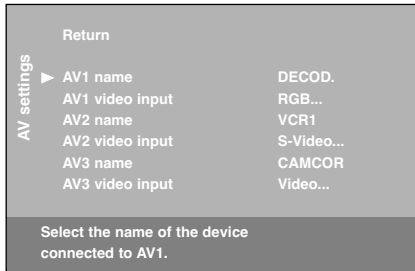 Return
AV settings
AV1 name DECOD.
AV1 video input RGB...
AV2 name VCR1
AV2 video input S-Video...
AV3 name CAMCOR
AV3 video input Video...
Select the name of the device
connected to AV1.